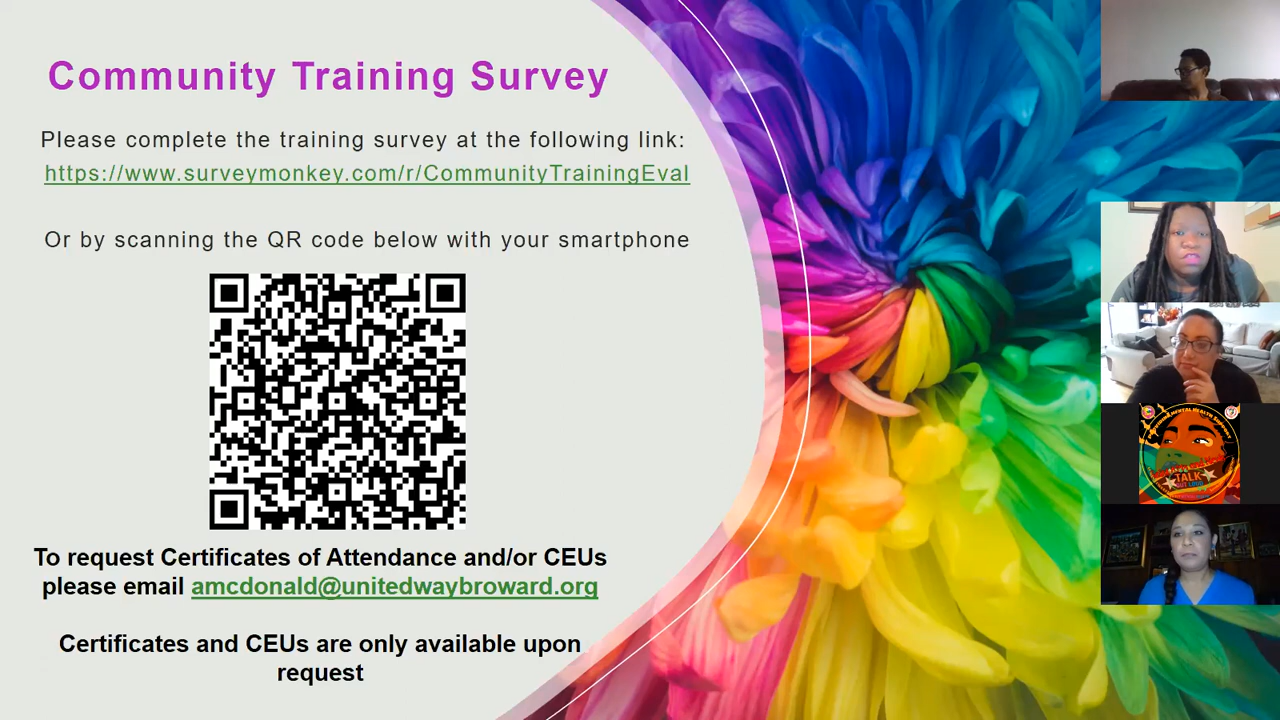 Community Training Survey
Please complete the training survey at the following link:
https://www.surveymonkey.com/r/CommunityTrainingEval
Or by scanning the QR code below with your smartphone
To request Certificates of Attendance and/or CEUs
please email amcdonald@unitedwaybroward.org
Certificates and CEUs are only available upon
request
TALK
OUT LOUD